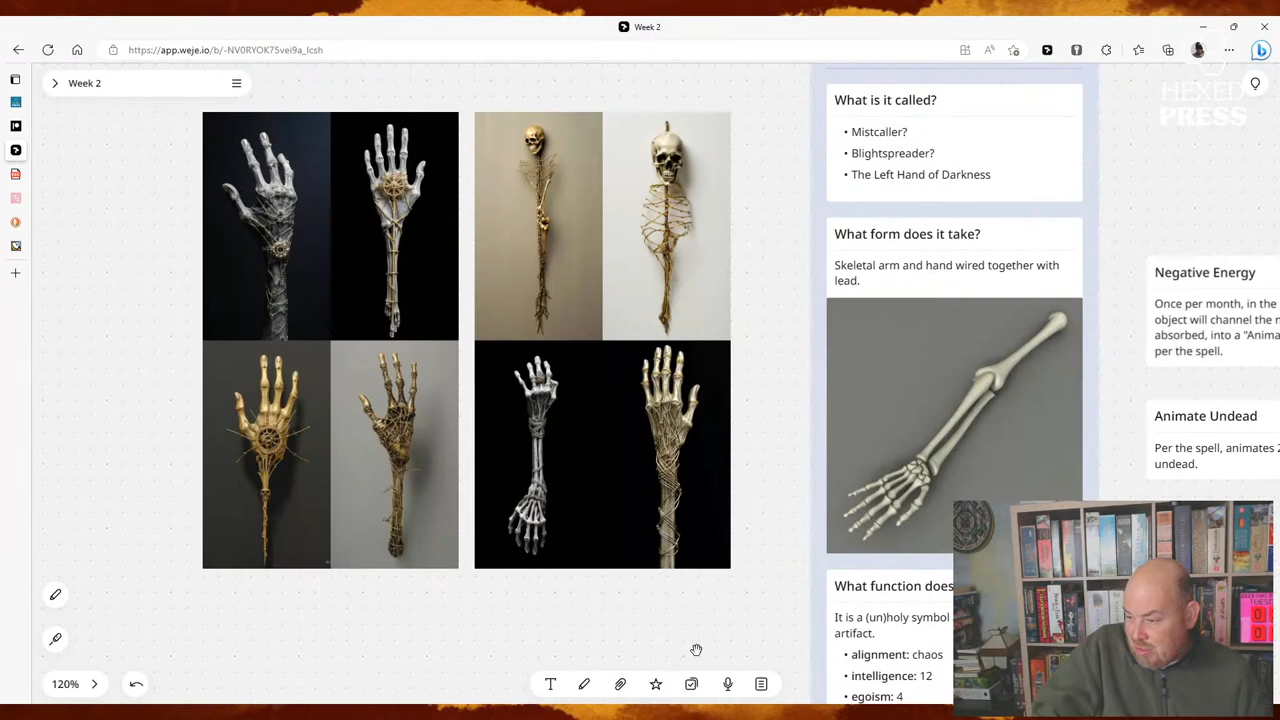 Week 2
https://app.weje.io/b/-NV0RYOK75vei9a_lcsh
Week 2
HEXED
PRESS
What is it called?
• Mistcaller?
• Blightspreader?
• The Left Hand of Darkness
What form does it take?
Skeletal arm and hand wired together with
lead.
What function does
It is a (un)holy symbol
artifact.
• alignment: chaos
• intelligence: 12
• egoism: 4
Negative Energy
Once per month, in the
object will channel the
absorbed, into a "Anima
per the spell.
Animate Undead
Per the spell, animates 2
undead.
120%